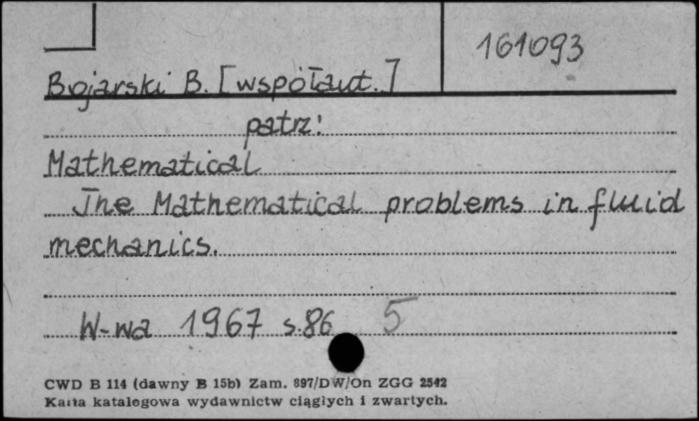 161093
Bojarski B. [współaut.]
patrz:
Mathematical
The Mathematical problems in fluid
mechanics.
W-wa 1967 s.86 5
CWD B 114 (dawny B 15b) Zam. 897/DW/On ZGG 2542
Karta katalogowa wydawnictw ciągłych i zwartych.